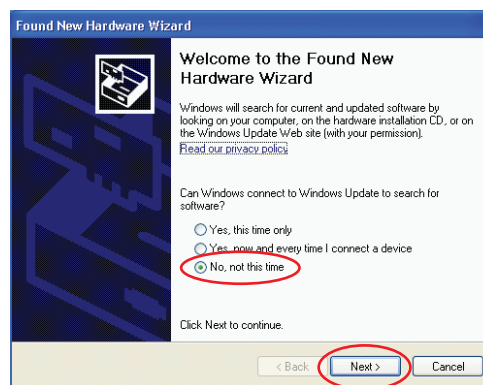 Found New Hardware Wizard
Welcome to the Found New
Hardware Wizard
Windows will search for current and updated software by
looking on your computer, on the hardware installation CD, or on
the Windows Update Web site (with your permission).
Read our privacy policy
Can Windows connect to Windows Update to search for
software?
Yes, this time only
Yes, now and every time I connect a device
No, not this time
Click Next to continue.
< Back
Next >
Cancel